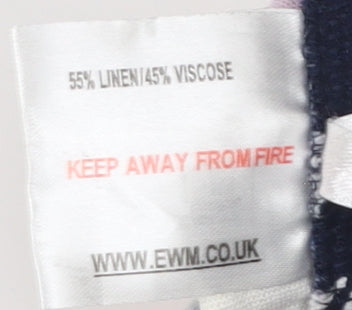 55% LINEN/45% VISCOSE
KEEP AWAY FROM FIRE
WWW.EWM.CO.UK